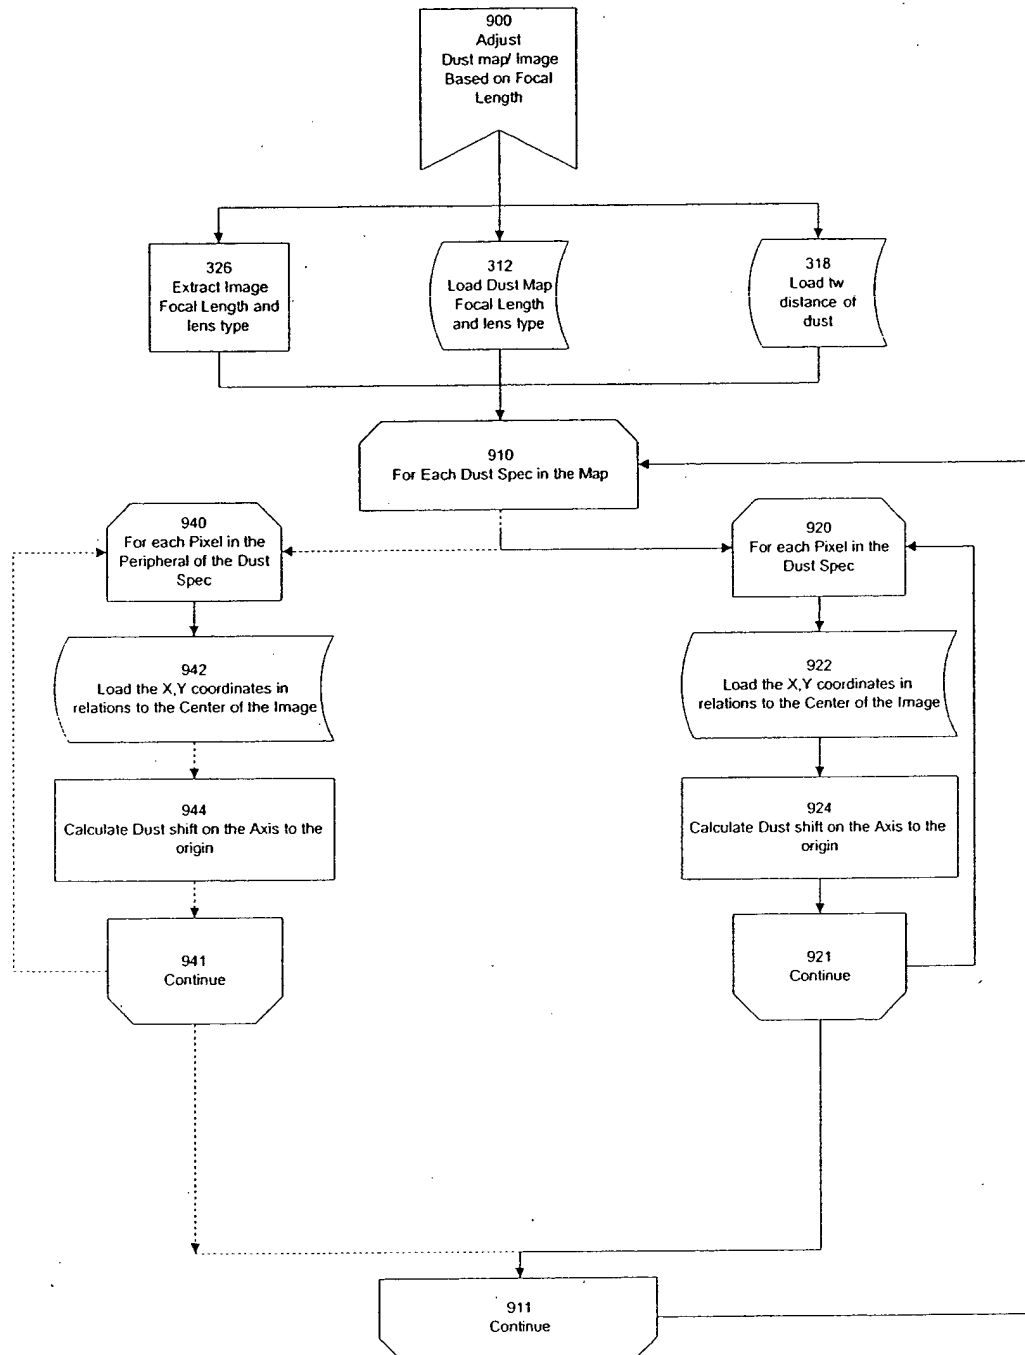 900
Adjust
Dust map/ Image
Based on Focal
Length
326
Extract Image
Focal Length and
lens type
312
Load Dust Map
Focal Length
and lens type
318
Load tw
distance of
dust
910
For Each Dust Spec in the Map
940
For each Pixel in the
Peripheral of the Dust
Spec
920
For each Pixel in the
Dust Spec
942
Load the X,Y coordinates in
relations to the Center of the Image
922
Load the X,Y coordinates in
relations to the Center of the Image
944
Calculate Dust shift on the Axis to the
origin
924
Calculate Dust shift on the Axis to the
origin
941
Continue
921
Continue
911
Continue